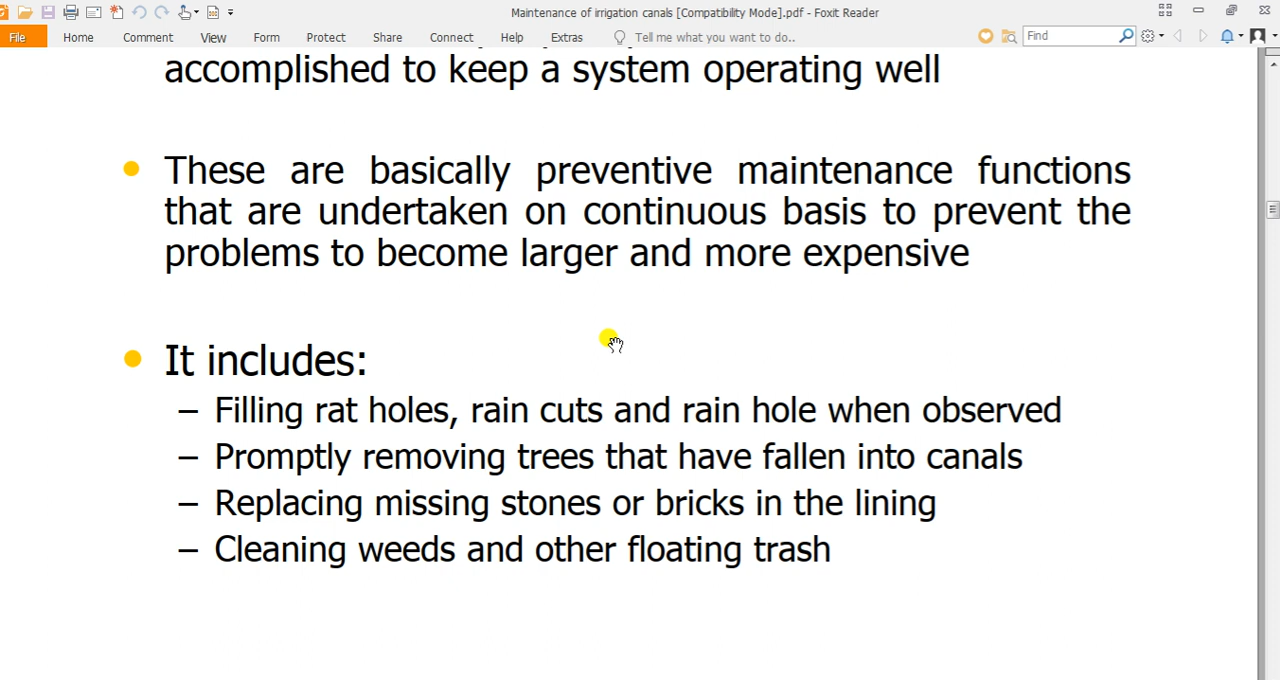 Maintenance of irrigation canals [Compatibility Mode].pdf - Foxit Reader
File Home Comment View Form Protect Share Connect Help Extras Tell me what you want to do.. Find
accomplished to keep a system operating well
• These are basically preventive maintenance functions
that are undertaken on continuous basis to prevent the
problems to become larger and more expensive
• It includes:
– Filling rat holes, rain cuts and rain hole when observed
– Promptly removing trees that have fallen into canals
– Replacing missing stones or bricks in the lining
– Cleaning weeds and other floating trash